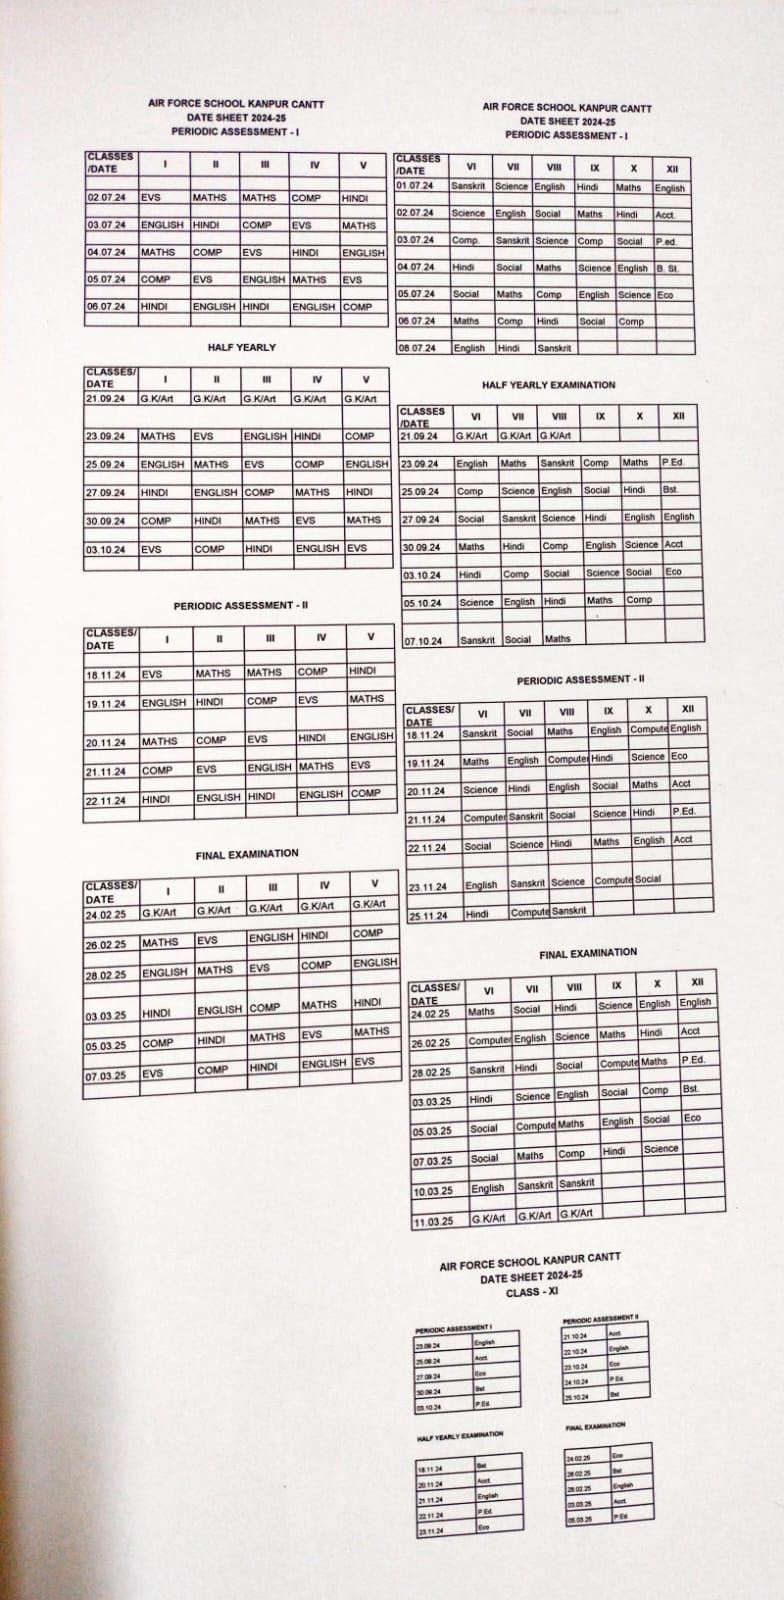 AIR FORCE SCHOOL KANPUR CANTT
DATE SHEET 2024-25
PERIODIC ASSESSMENT - I
CLASSES /DATE I II III IV V
02.07.24 EVS MATHS MATHS COMP HINDI
03.07.24 ENGLISH HINDI COMP EVS MATHS
04.07.24 MATHS COMP EVS HINDI ENGLISH
05.07.24 COMP EVS ENGLISH MATHS EVS
06.07.24 HINDI ENGLISH HINDI ENGLISH COMP
HALF YEARLY
CLASSES/ DATE I II III IV V
21.09.24 G.K/Art G.K/Art G.K/Art G.K/Art G.K/Art
23.09.24 MATHS EVS ENGLISH HINDI COMP
25.09.24 ENGLISH MATHS EVS COMP ENGLISH
27.09.24 HINDI ENGLISH COMP MATHS HINDI
30.09.24 COMP HINDI MATHS EVS MATHS
03.10.24 EVS COMP HINDI ENGLISH EVS
PERIODIC ASSESSMENT - II
CLASSES/ DATE I II III IV V
18.11.24 EVS MATHS MATHS COMP HINDI
19.11.24 ENGLISH HINDI COMP EVS MATHS
20.11.24 MATHS COMP EVS HINDI ENGLISH
21.11.24 COMP EVS ENGLISH MATHS EVS
22.11.24 HINDI ENGLISH HINDI ENGLISH COMP
FINAL EXAMINATION
CLASSES/ DATE I II III IV V
24.02.25 G.K/Art G.K/Art G.K/Art G.K/Art G.K/Art
26.02.25 MATHS EVS ENGLISH HINDI COMP
28.02.25 ENGLISH MATHS EVS COMP ENGLISH
03.03.25 HINDI ENGLISH COMP MATHS HINDI
05.03.25 COMP HINDI MATHS EVS MATHS
07.03.25 EVS COMP HINDI ENGLISH EVS
AIR FORCE SCHOOL KANPUR CANTT
DATE SHEET 2024-25
PERIODIC ASSESSMENT - I
CLASSES /DATE VI VII VIII IX X XII
01.07.24 Sanskrit Science English Hindi Maths English
02.07.24 Science English Social Maths Hindi Acct.
03.07.24 Comp. Sanskrit Science Comp Social P.ed.
04.07.24 Hindi Social Maths Science English B. St.
05.07.24 Social Maths Comp English Science Eco
06.07.24 Maths Comp Hindi Social Comp
08.07.24 English Hindi Sanskrit
HALF YEARLY EXAMINATION
CLASSES /DATE VI VII VIII IX X XII
21.09.24 G.K/Art G.K/Art G.K/Art
23.09.24 English Maths Sanskrit Comp Maths P.Ed.
25.09.24 Comp Science English Social Hindi Bst.
27.09.24 Social Sanskrit Science Hindi English English
30.09.24 Maths Hindi Comp English Science Acct
03.10.24 Hindi Comp Social Science Social Eco
05.10.24 Science English Hindi Maths Comp
07.10.24 Sanskrit Social Maths
PERIODIC ASSESSMENT - II
CLASSES/ DATE VI VII VIII IX X XII
18.11.24 Sanskrit Social Maths English Compute English
19.11.24 Maths English Computer Hindi Science Eco
20.11.24 Science Hindi English Social Maths Acct
21.11.24 Computer Sanskrit Social Science Hindi P.Ed.
22.11.24 Social Science Hindi Maths English Acct
23.11.24 English Sanskrit Science Compute Social
25.11.24 Hindi Compute Sanskrit
FINAL EXAMINATION
CLASSES/ DATE VI VII VIII IX X XII
24.02.25 Maths Social Hindi Science English English
26.02.25 Computer English Science Maths Hindi Acct
28.02.25 Sanskrit Hindi Social Compute Maths P.Ed.
03.03.25 Hindi Science English Social Comp Bst.
05.03.25 Social Compute Maths English Social Eco
07.03.25 Social Maths Comp Hindi Science
10.03.25 English Sanskrit Sanskrit
11.03.25 G.K/Art G.K/Art G.K/Art
AIR FORCE SCHOOL KANPUR CANTT
DATE SHEET 2024-25
CLASS - XI
PERIODIC ASSESSMENT I
23.09.24 English
25.09.24 Acct.
27.09.24 Eco
30.09.24 Bst
03.10.24 P.Ed.
PERIODIC ASSESSMENT II
21.10.24 Acct.
22.10.24 English
23.10.24 Eco
24.10.24 P.Ed.
25.10.24 Bst
HALF YEARLY EXAMINATION
18.11.24 Bst
20.11.24 Acct.
21.11.24 English
22.11.24 P.Ed.
23.11.24 Eco
FINAL EXAMINATION
24.02.25 Eco
Bst
28.02.25 English
03.03.25 Acct.
05.03.25 P.Ed.